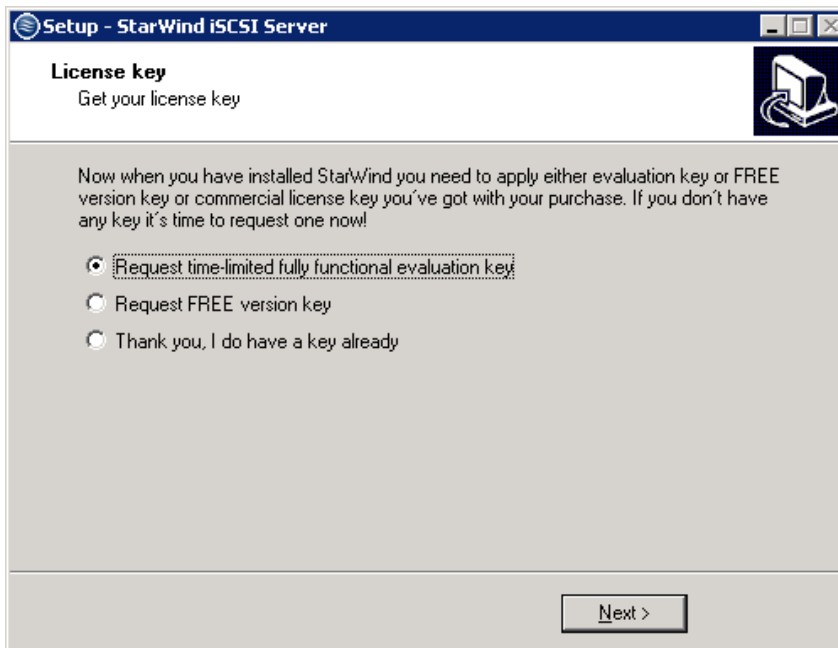 Setup - StarWind iSCSI Server
License key
Get your license key
Now when you have installed StarWind you need to apply either evaluation key or FREE
version key or commercial license key you´ve got with your purchase. If you don´t have
any key it´s time to request one now!
Request time-limited fully functional evaluation key
Request FREE version key
Thank you, I do have a key already
Next >